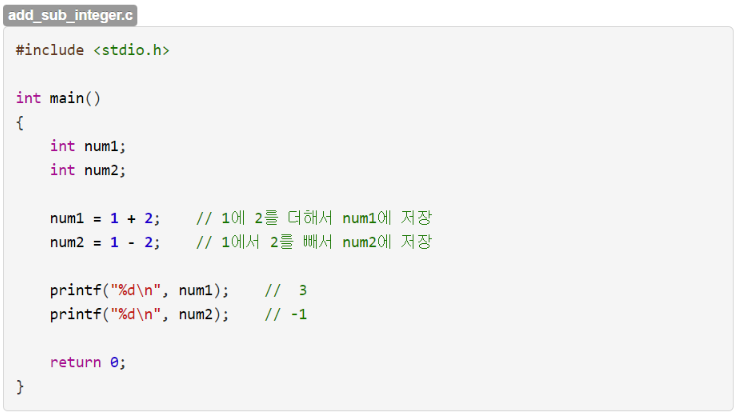 add_sub_integer.c
#include <stdio.h>
int main()
{
    int num1;
    int num2;
    num1 = 1 + 2;    // 1에 2를 더해서 num1에 저장
    num2 = 1 - 2;    // 1에서 2를 빼서 num2에 저장
    printf("%d\n", num1);    //  3
    printf("%d\n", num2);    // -1
    return 0;
}